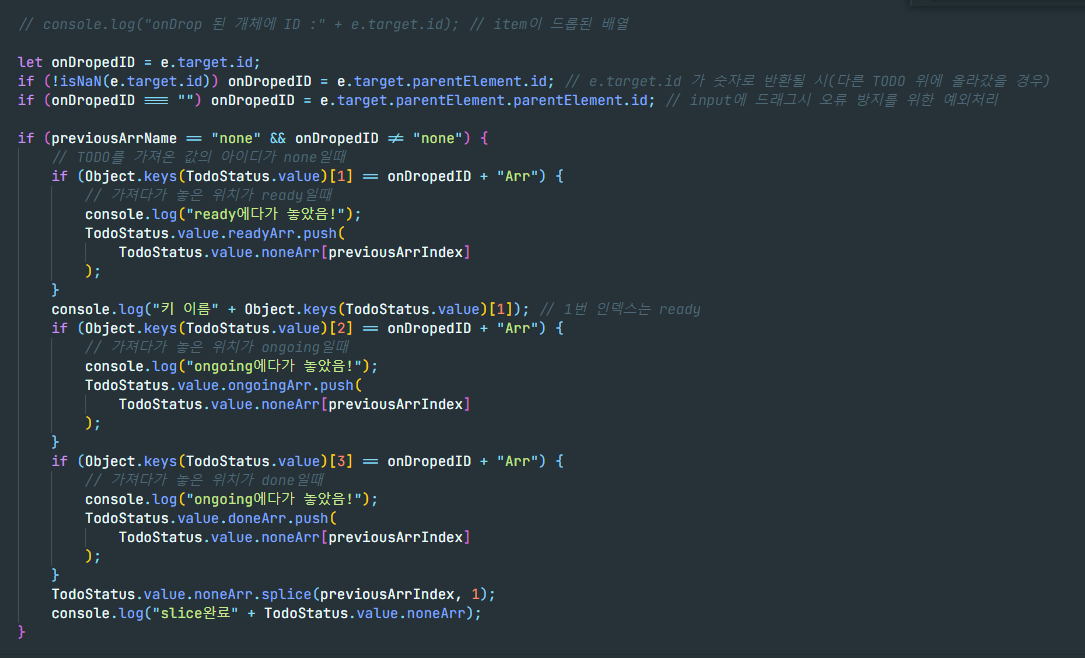 // console.log("onDrop 된 개체에 ID :" + e.target.id); // item이 드롭된 배열
let onDropedID = e.target.id;
if (!isNaN(e.target.id)) onDropedID = e.target.parentElement.id; // e.target.id 가 숫자로 반환될 시(다른 TODO 위에 올라갔을 경우)
if (onDropedID === "") onDropedID = e.target.parentElement.parentElement.id; // input에 드래그시 오류 방지를 위한 예외처리
if (previousArrName == "none" && onDropedID != "none") {
// TODO를 가져온 값의 아이디가 none일때
if (Object.keys(TodoStatus.value)[1] == onDropedID + "Arr") {
// 가져다가 놓은 위치가 ready일때
console.log("ready에다가 놓았음!");
TodoStatus.value.readyArr.push(
TodoStatus.value.noneArr[previousArrIndex]
);
}
console.log("키 이름" + Object.keys(TodoStatus.value)[1]); // 1번 인덱스는 ready
if (Object.keys(TodoStatus.value)[2] == onDropedID + "Arr") {
// 가져다가 놓은 위치가 ongoing일때
console.log("ongoing에다가 놓았음!");
TodoStatus.value.ongoingArr.push(
TodoStatus.value.noneArr[previousArrIndex]
);
}
if (Object.keys(TodoStatus.value)[3] == onDropedID + "Arr") {
// 가져다가 놓은 위치가 done일때
console.log("ongoing에다가 놓았음!");
TodoStatus.value.doneArr.push(
TodoStatus.value.noneArr[previousArrIndex]
);
}
TodoStatus.value.noneArr.splice(previousArrIndex, 1);
console.log("slice완료" + TodoStatus.value.noneArr);
}